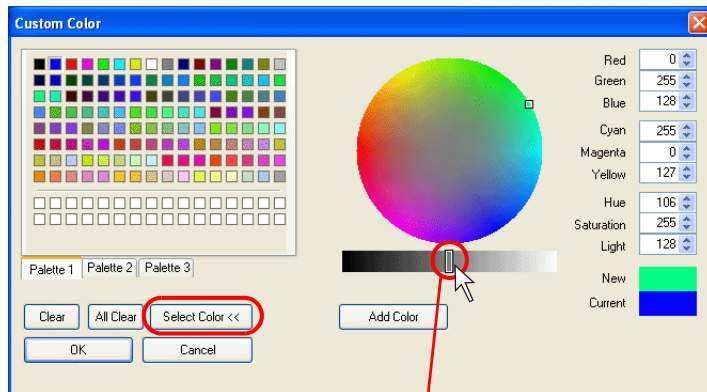 Custom Color
Red 0
Green 255
Blue 128
Cyan 255
Magenta 0
Yellow 127
Hue 106
Saturation 255
Light 128
New
Current
Palette 1 Palette 2 Palette 3
Clear All Clear Select Color << Add Color
OK Cancel